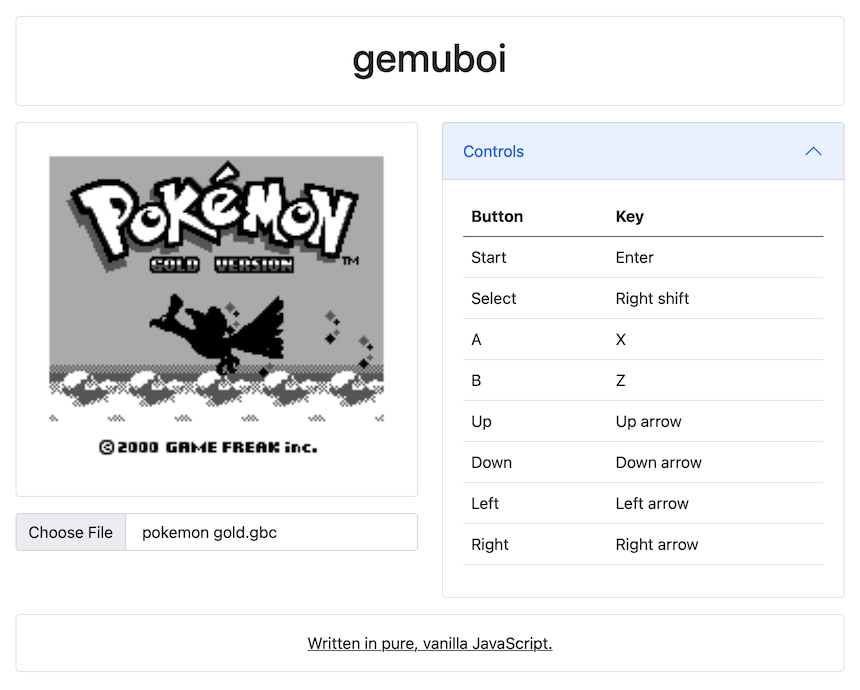 gemuboi
POKéMON
GOLD VERSION TM
©2000 GAME FREAK inc.
Choose File pokemon gold.gbc
Controls
Button Key
Start Enter
Select Right shift
A X
B Z
Up Up arrow
Down Down arrow
Left Left arrow
Right Right arrow
Written in pure, vanilla JavaScript.